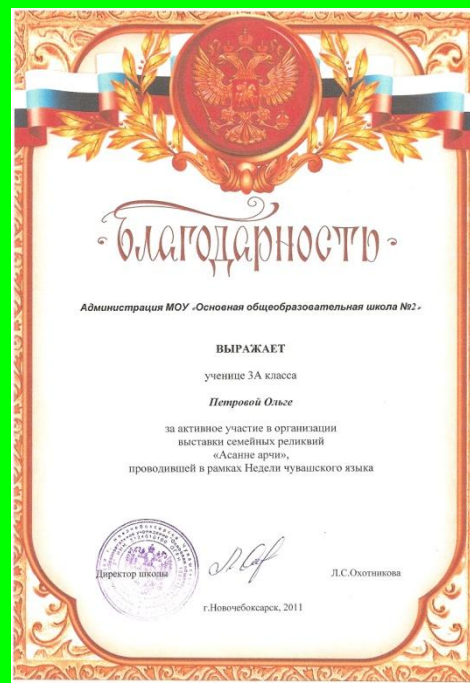 Благодарность
Администрация МОУ «Основная общеобразовательная школа №2»
ВЫРАЖАЕТ
ученице 3А класса
Петровой Ольге
за активное участие в организации
выставки семейных реликвий
«Асанне арчи»,
проводившей в рамках Недели чувашского языка
Директор школы
Л.С.Охотникова
г.Новочебоксарск, 2011